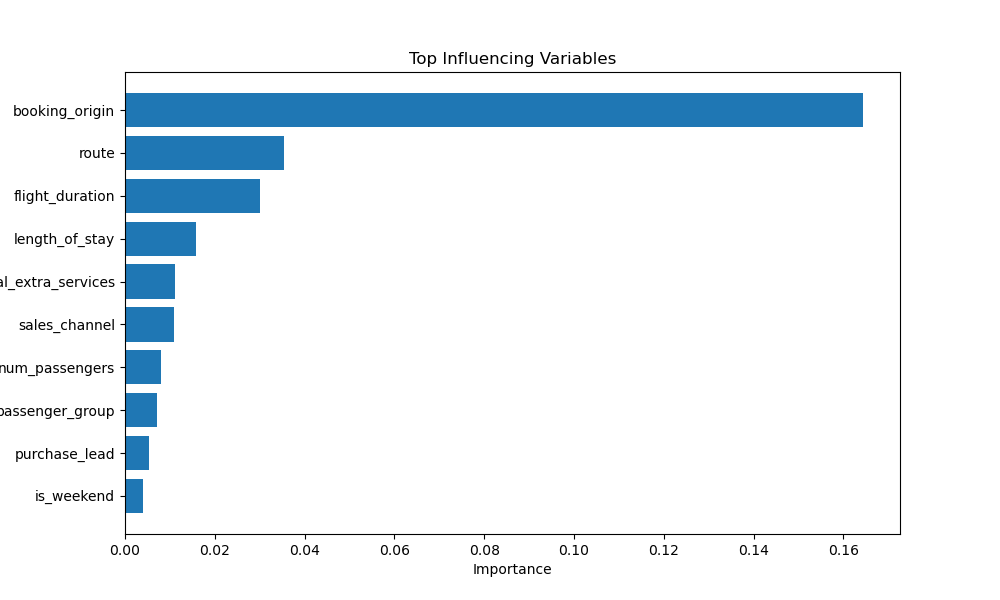 Top Influencing Variables
booking_origin
route
flight_duration
length_of_stay
al_extra_services
sales_channel
num_passengers
passenger_group
purchase_lead
is_weekend
0.00 0.02 0.04 0.06 0.08 0.10 0.12 0.14 0.16
Importance